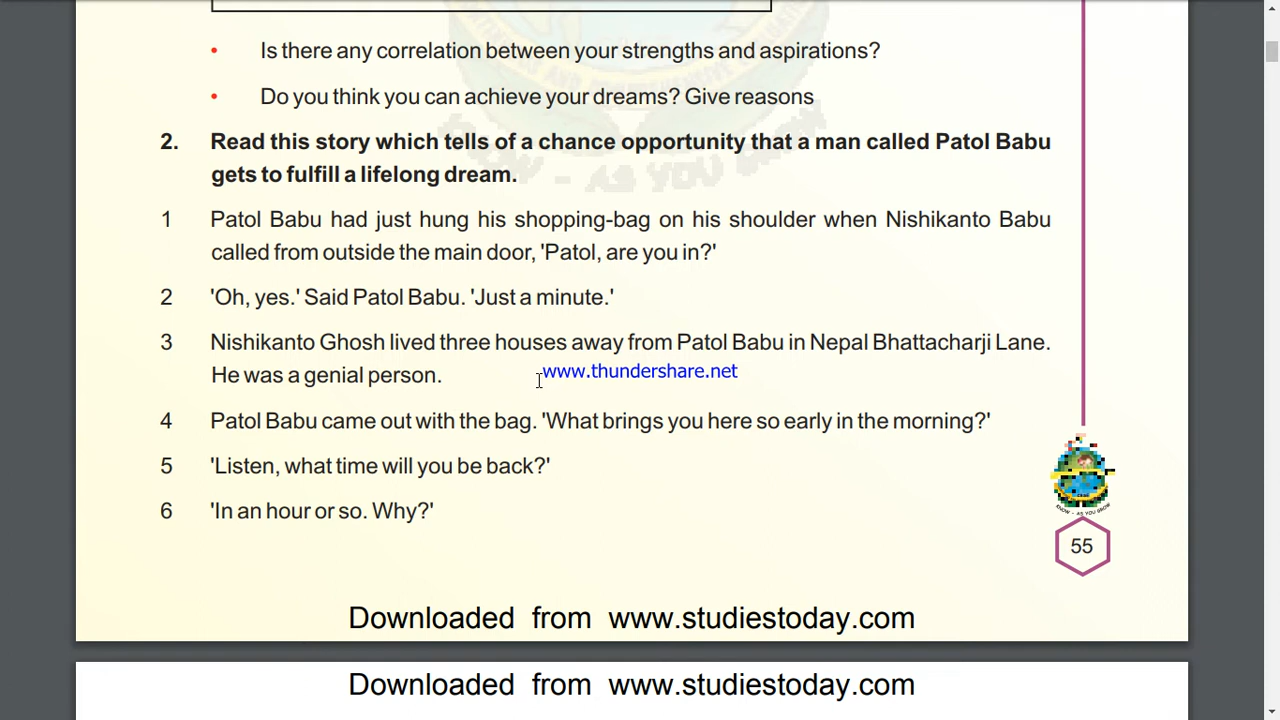 • Is there any correlation between your strengths and aspirations?
• Do you think you can achieve your dreams? Give reasons
2. Read this story which tells of a chance opportunity that a man called Patol Babu
gets to fulfill a lifelong dream.
1 Patol Babu had just hung his shopping-bag on his shoulder when Nishikanto Babu
called from outside the main door, 'Patol, are you in?'
2 'Oh, yes.' Said Patol Babu. 'Just a minute.'
3 Nishikanto Ghosh lived three houses away from Patol Babu in Nepal Bhattacharji Lane.
He was a genial person.
www.thundershare.net
4 Patol Babu came out with the bag. 'What brings you here so early in the morning?'
5 'Listen, what time will you be back?'
6 'In an hour or so. Why?'
55
Downloaded from www.studiestoday.com
Downloaded from www.studiestoday.com